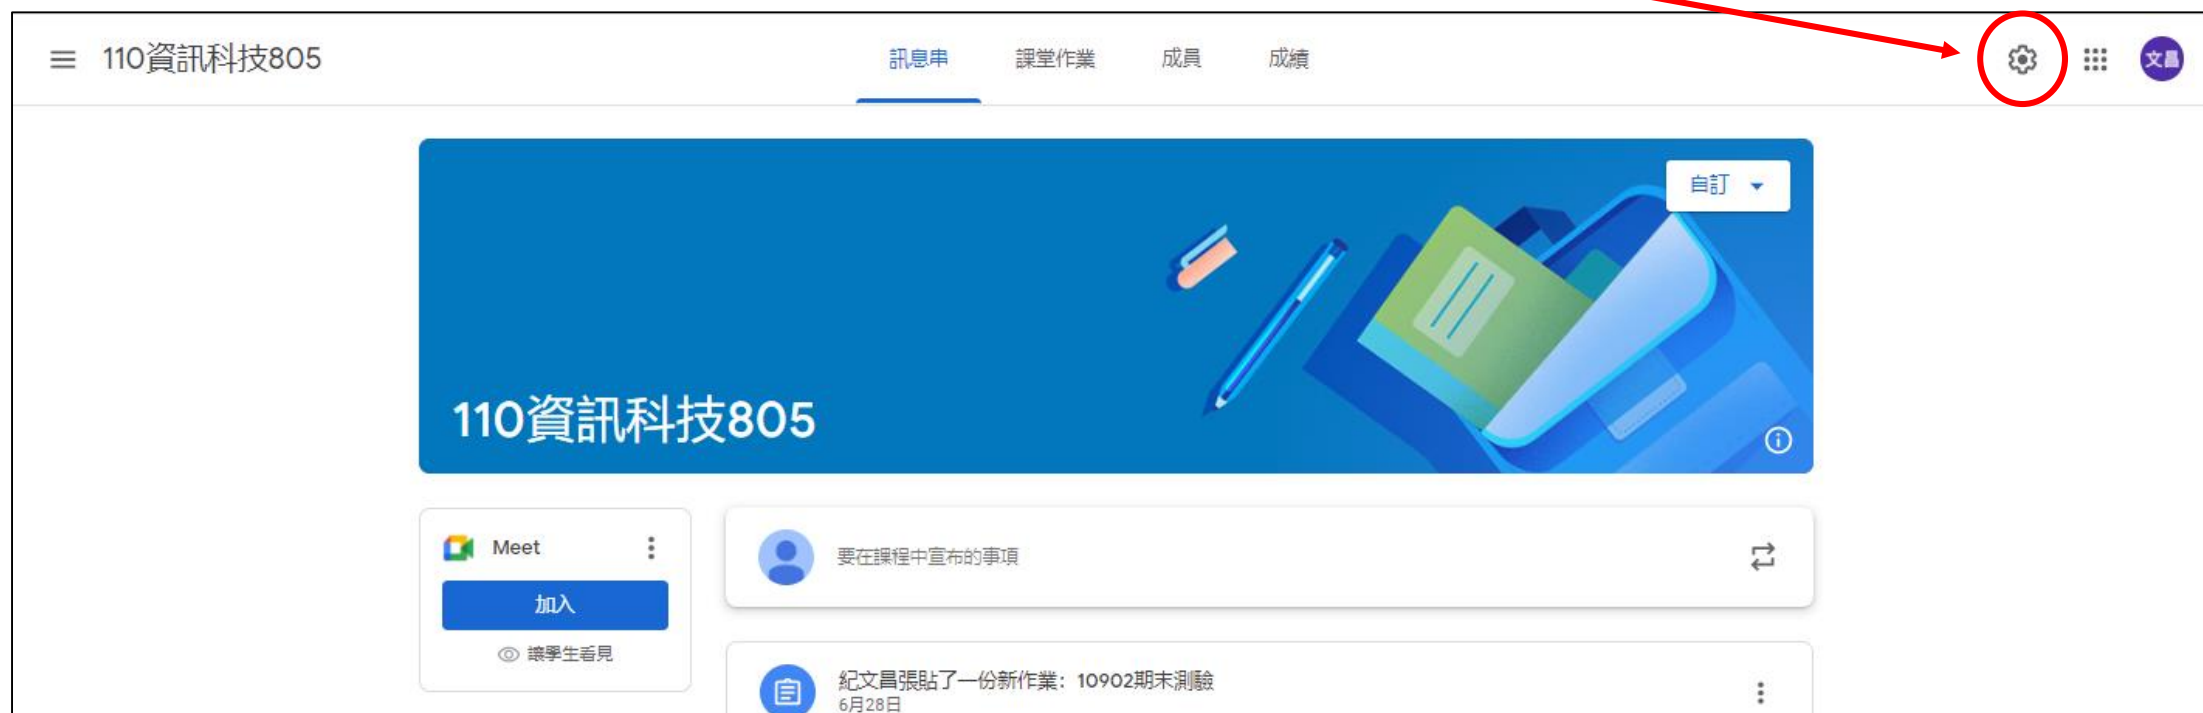 110資訊科技805
訊息串 課堂作業 成員 成績
文昌
自訂
110資訊科技805
Meet
加入
讓學生看見
要在課程中宣布的事項
紀文昌張貼了一份新作業：10902期末測驗
6月28日